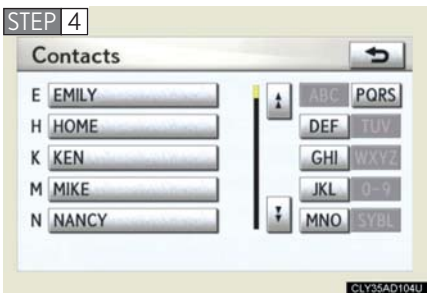 STEP 4
Contacts
E EMILY
H HOME
K KEN
M MIKE
N NANCY
ABC PQRS
DEF TUV
GHI WXYZ
JKL 0-9
MNO SYBL
CLY35AD104U